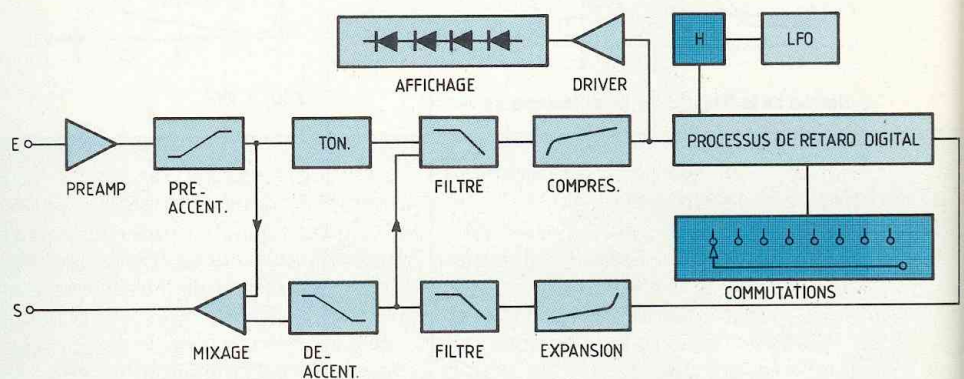 H
LFO
AFFICHAGE
DRIVER
E
TON.
PROCESSUS DE RETARD DIGITAL
PREAMP
PRE_
ACCENT.
FILTRE
COMPRES.
S
COMMUTATIONS
MIXAGE
DE_
ACCENT.
FILTRE
EXPANSION